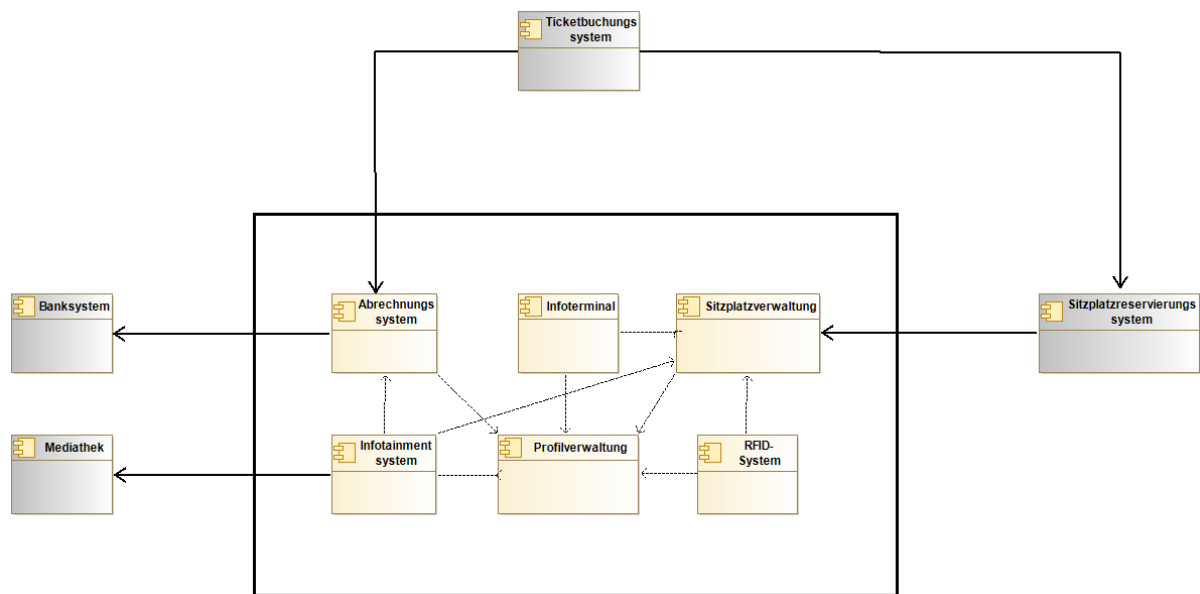 Ticketbuchungs
system
Banksystem
Abrechnungs
system
Infoterminal
Sitzplatzverwaltung
Sitzplatzreservierungs
system
Mediathek
Infotainment
system
Profilverwaltung
RFID-
System